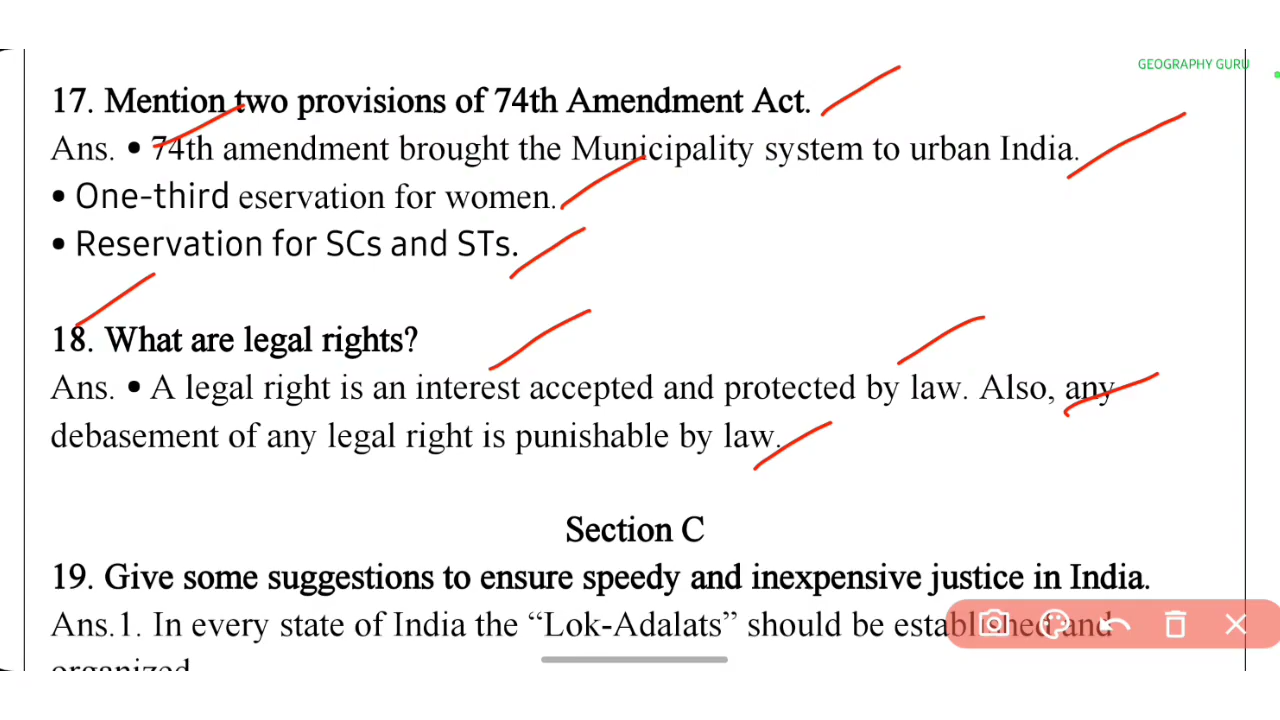 GEOGRAPHY GURU
17. Mention two provisions of 74th Amendment Act.
Ans. • 74th amendment brought the Municipality system to urban India.
• One-third eservation for women.
• Reservation for SCs and STs.
18. What are legal rights?
Ans. • A legal right is an interest accepted and protected by law. Also, any
debasement of any legal right is punishable by law.
Section C
19. Give some suggestions to ensure speedy and inexpensive justice in India.
Ans.1. In every state of India the “Lok-Adalats” should be established and
organized